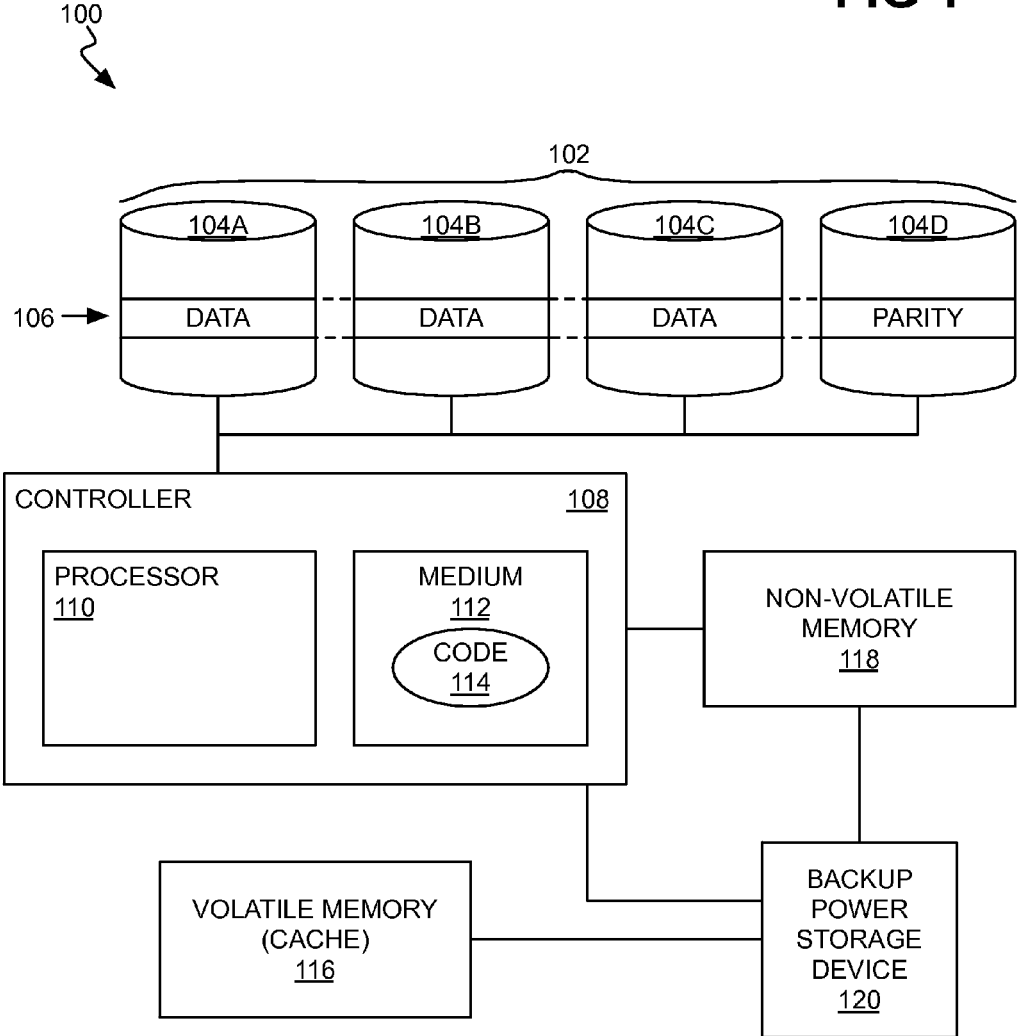 100
102
104A
104B
104C
104D
106
DATA
DATA
DATA
PARITY
CONTROLLER
108
PROCESSOR
110
MEDIUM
112
CODE
114
NON-VOLATILE
MEMORY
118
VOLATILE MEMORY
(CACHE)
116
BACKUP
POWER
STORAGE
DEVICE
120